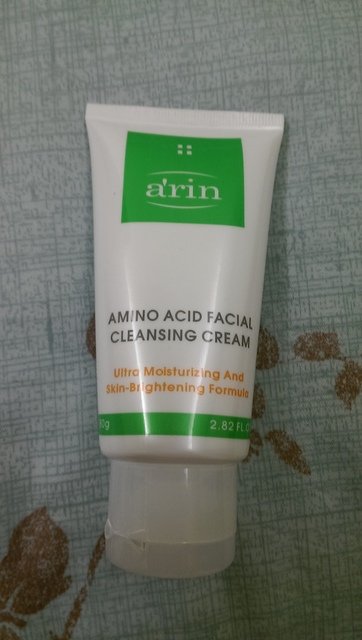 a'rin
AMINO ACID FACIAL
CLEANSING CREAM
Ultra Moisturizing And
Skin-Brightening Formula
2.82 FL.O